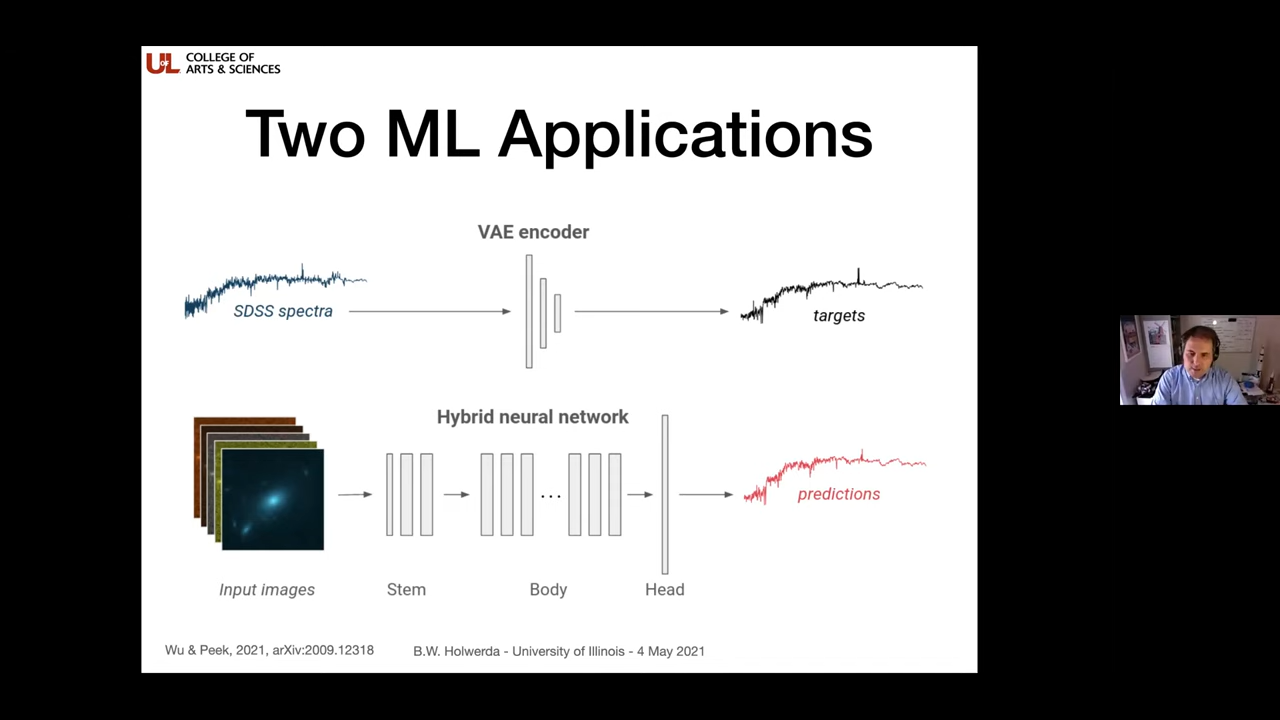 UofL COLLEGE OF
ARTS & SCIENCES
Two ML Applications
VAE encoder
SDSS spectra
targets
Hybrid neural network
...
predictions
Input images
Stem
Body
Head
Wu & Peek, 2021, arXiv:2009.12318
B.W. Holwerda - University of Illinois - 4 May 2021